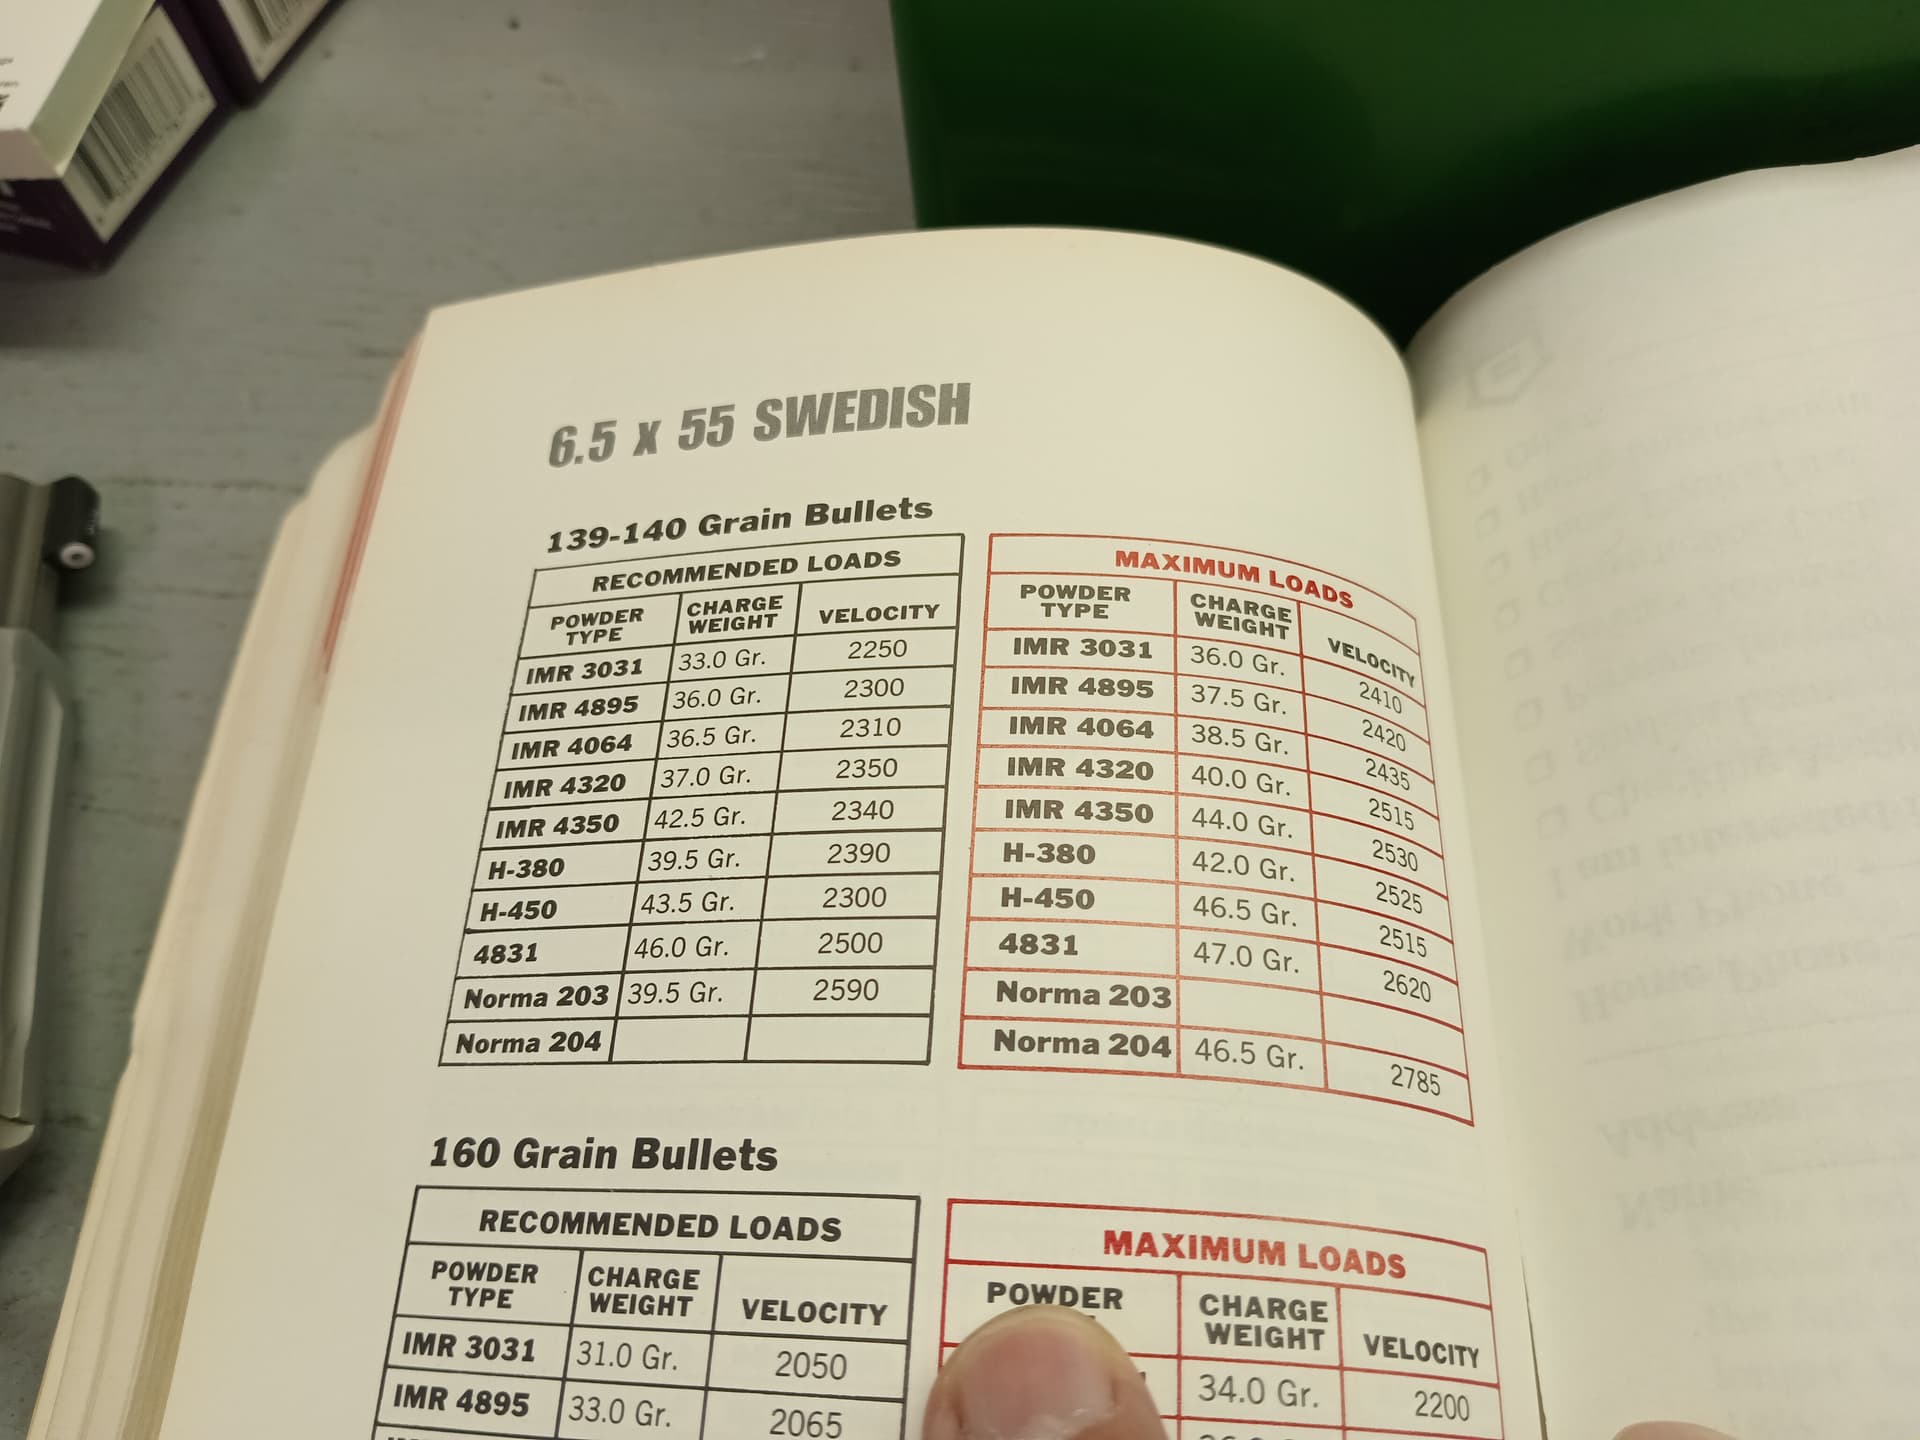 6.5 x 55 SWEDISH
139-140 Grain Bullets
RECOMMENDED LOADS
POWDER TYPE CHARGE WEIGHT VELOCITY
IMR 3031 33.0 Gr. 2250
IMR 4895 36.0 Gr. 2300
IMR 4064 36.5 Gr. 2310
IMR 4320 37.0 Gr. 2350
IMR 4350 42.5 Gr. 2340
H-380 39.5 Gr. 2390
H-450 43.5 Gr. 2300
4831 46.0 Gr. 2500
Norma 203 39.5 Gr. 2590
Norma 204
MAXIMUM LOADS
POWDER TYPE CHARGE WEIGHT VELOCITY
IMR 3031 36.0 Gr. 2410
IMR 4895 37.5 Gr. 2420
IMR 4064 38.5 Gr. 2435
IMR 4320 40.0 Gr. 2515
IMR 4350 44.0 Gr. 2530
H-380 42.0 Gr. 2525
H-450 46.5 Gr. 2515
4831 47.0 Gr. 2620
Norma 203
Norma 204 46.5 Gr. 2785
160 Grain Bullets
RECOMMENDED LOADS
POWDER TYPE CHARGE WEIGHT VELOCITY
IMR 3031 31.0 Gr. 2050
IMR 4895 33.0 Gr. 2065
MAXIMUM LOADS
POWDER CHARGE WEIGHT VELOCITY
34.0 Gr. 2200